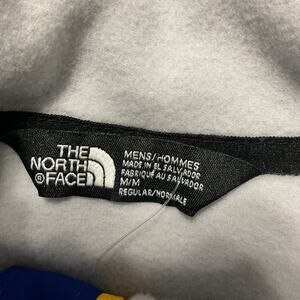 THE
NORTH
® FACE
MENS/HOMMES
MADE IN EL SALVADOR
FABRIQUÉ AU SALVADOR
M/M
REGULAR/NORMALE